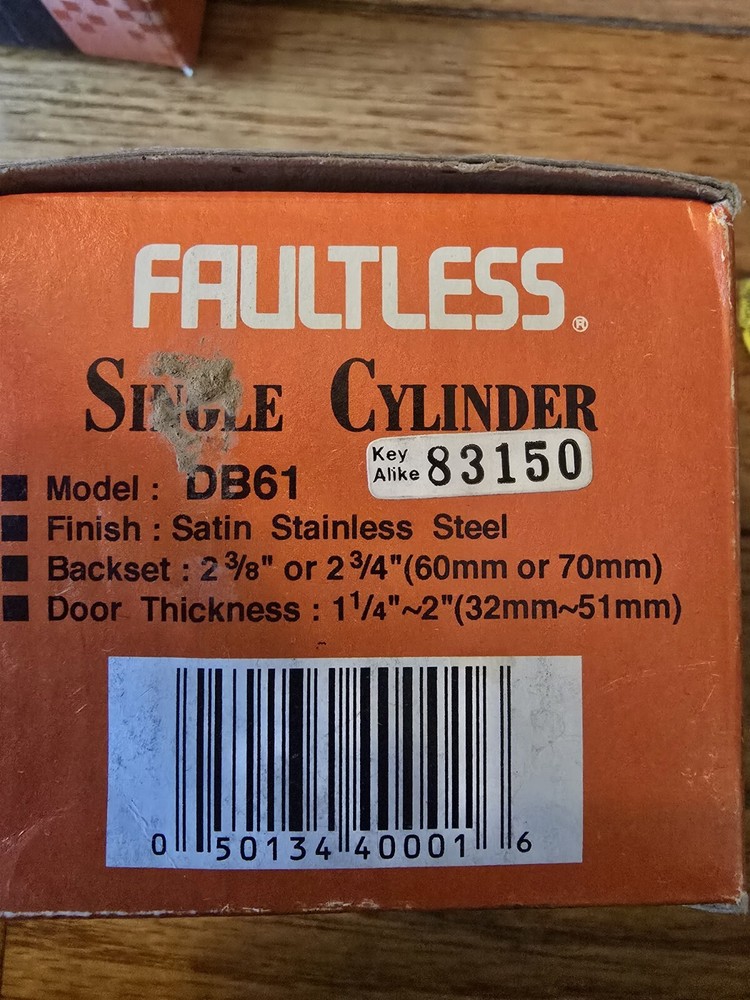 FAULTLESS®
SINGLE CYLINDER
Key Alike 83150
■ Model : DB61
■ Finish : Satin Stainless Steel
■ Backset : 2 3/8" or 2 3/4"(60mm or 70mm)
■ Door Thickness : 1 1/4"~2"(32mm~51mm)
0 50134 40001 6